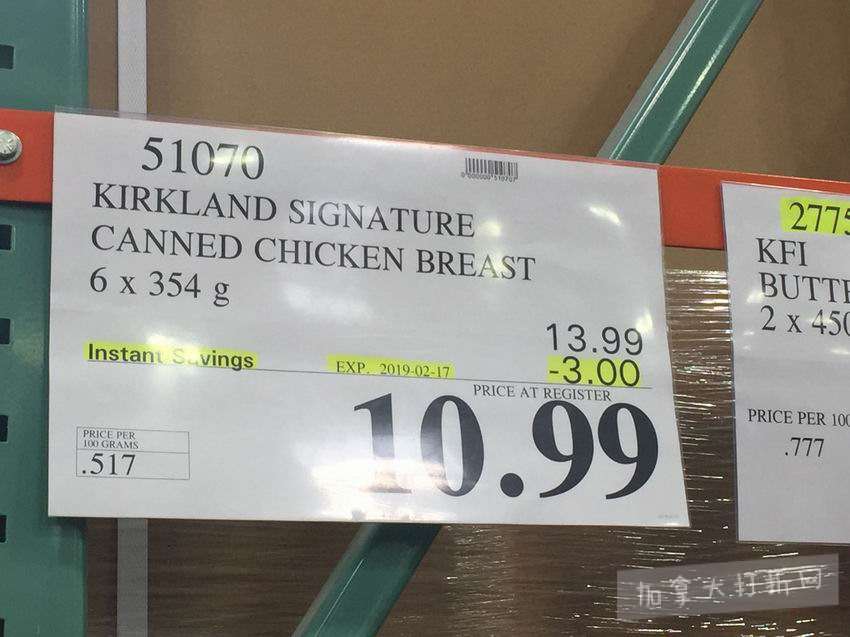 51070
KIRKLAND SIGNATURE
CANNED CHICKEN BREAST
6 x 354 g
13.99
Instant Savings EXP. 2019-02-17 -3.00
PRICE AT REGISTER
10.99
PRICE PER
100 GRAMS
.517
2775
KFI
BUTTE
2 x 450
PRICE PER 100
.777
加拿大打折网